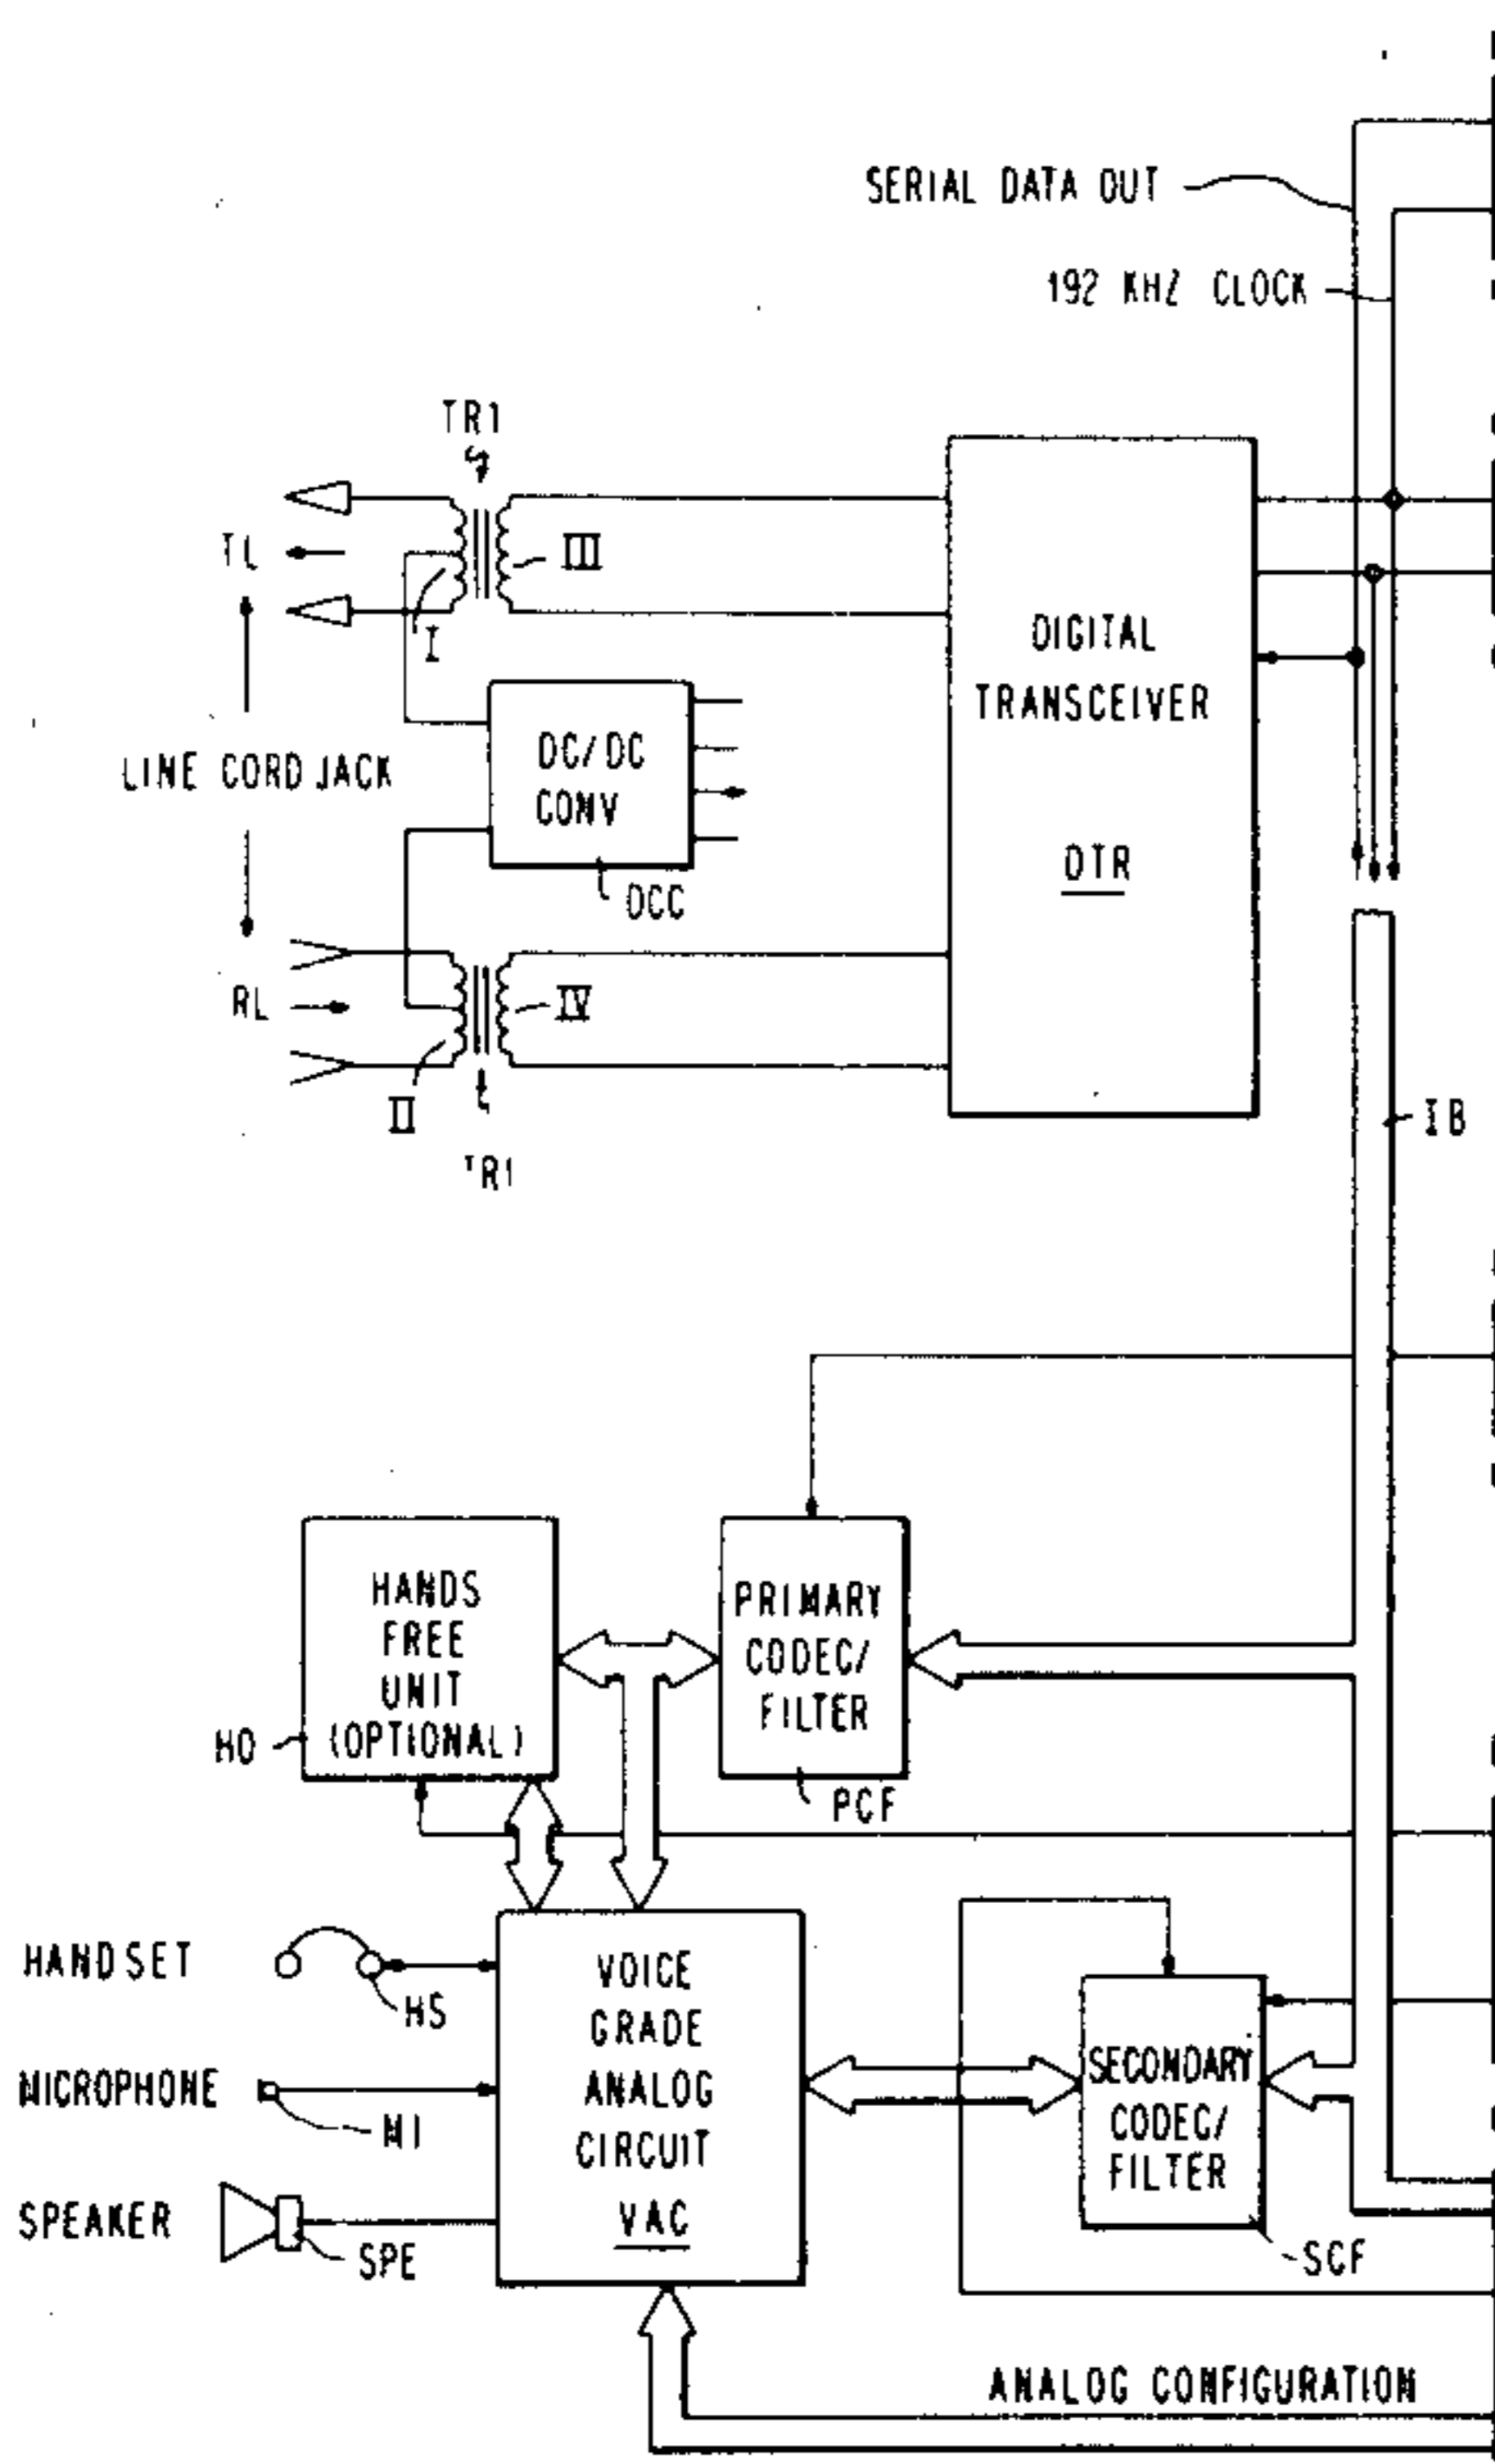 SERIAL DATA OUT
192 KHZ CLOCK
TR1
TL
III
I
DIGITAL
TRANSCEIVER
DTR
LINE CORD JACK
DC/DC
CONV
DCC
RL
IV
II
TR1
IB
HANDS
FREE
UNIT
(OPTIONAL)
HO
PRIMARY
CODEC/
FILTER
PCF
HANDSET
HS
MICROPHONE
MI
SPEAKER
SPE
VOICE
GRADE
ANALOG
CIRCUIT
VAC
SECONDARY
CODEC/
FILTER
SCF
ANALOG CONFIGURATION